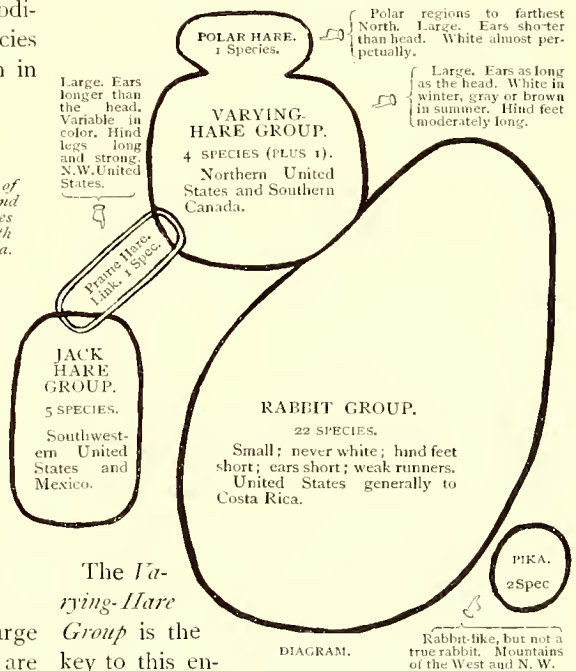 cies
n in
of
nd
es
th
a.
POLAR HARE.
1 Species.
Polar regions to farthest
North. Large. Ears shorter
than head. White almost per-
petually.
Large. Ears as long
as the head. White in
winter, gray or brown
in summer. Hind feet
moderately long.
Large. Ears
longer than
the head.
Variable in
color. Hind
legs long
and strong.
N.W. United
States.
VARYING-
HARE GROUP.
4 SPECIES (PLUS 1).
Northern United
States and Southern
Canada.
Prairie Hare.
Link. 1 Spec.
JACK
HARE
GROUP.
5 SPECIES.
Southwest-
ern United
States and
Mexico.
RABBIT GROUP.
22 SPECIES.
Small; never white; hind feet
short; ears short; weak runners.
United States generally to
Costa Rica.
PIKA.
2 Spec
Rabbit-like, but not a
true rabbit. Mountains
of the West and N. W.
DIAGRAM.
The Va-
rying-Hare
Group is the
key to this en-
arge
are